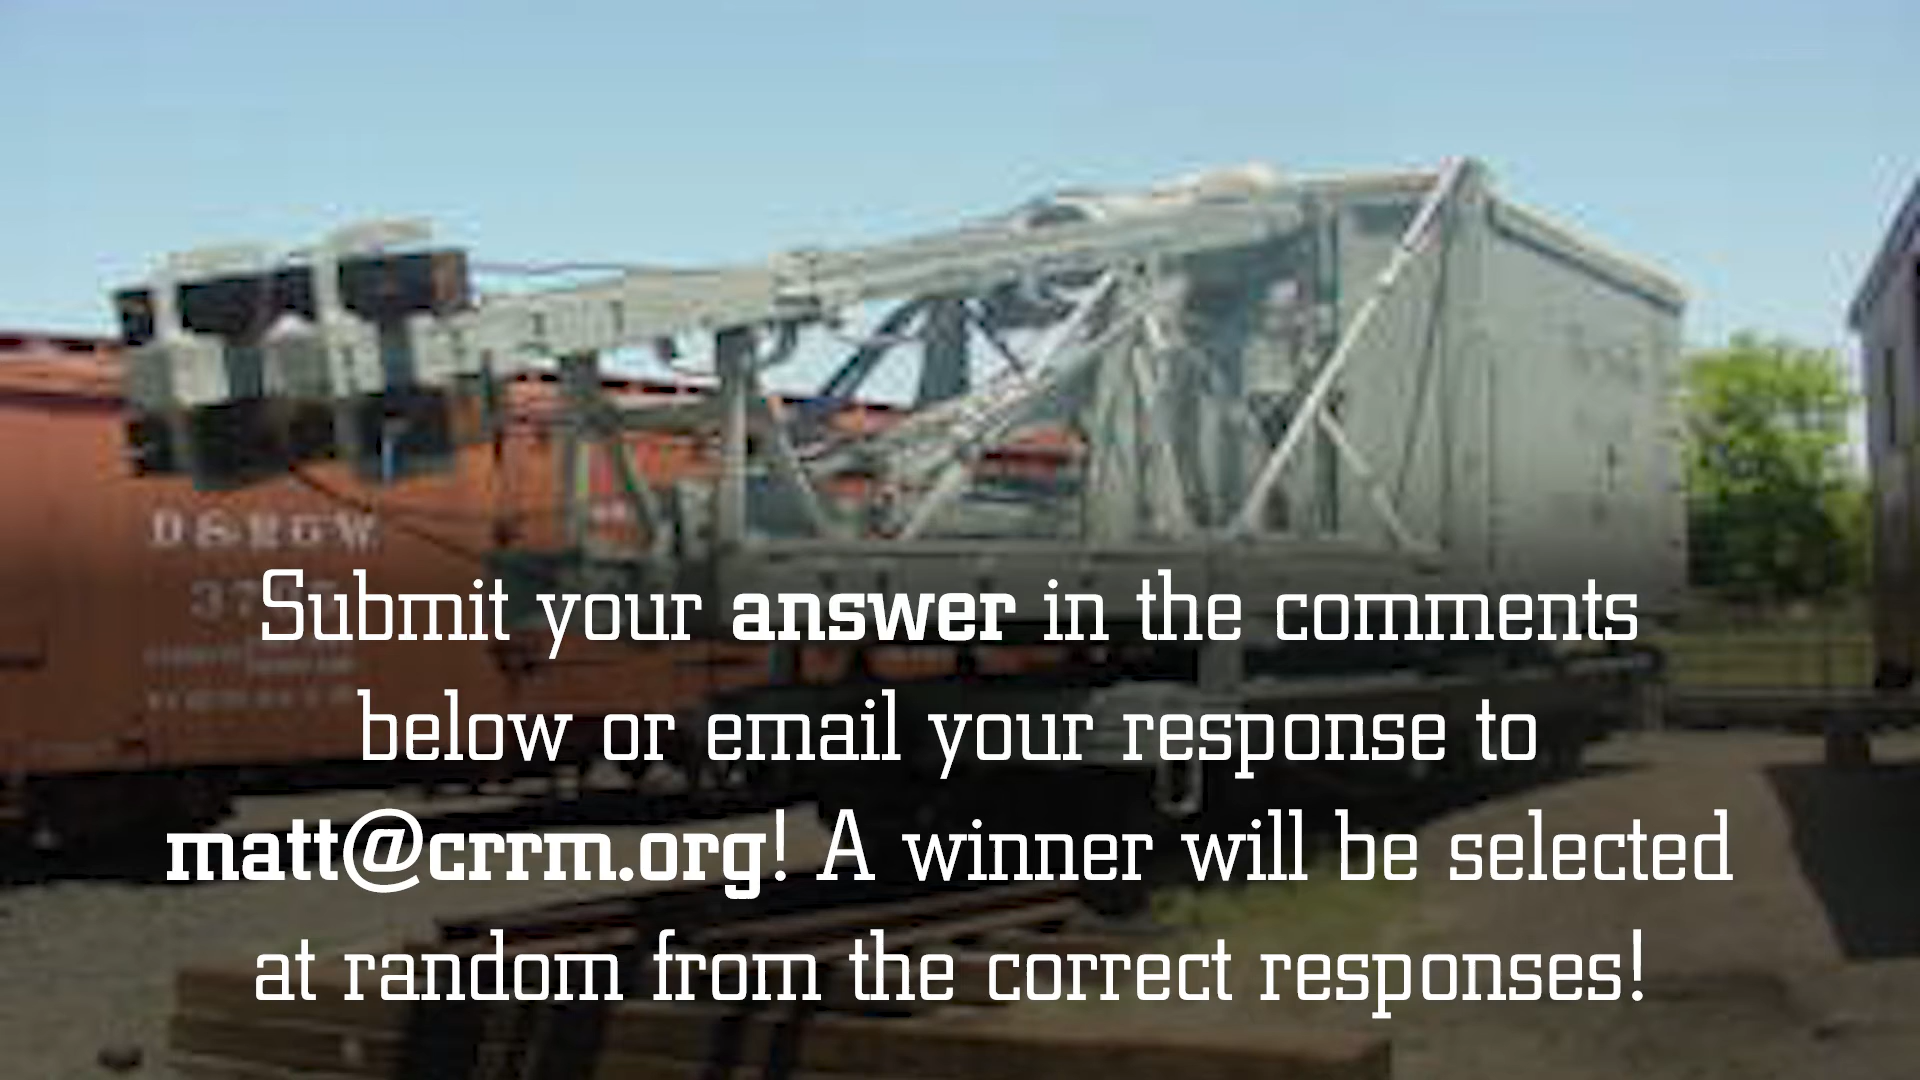 D&RGW
Submit your answer in the comments
below or email your response to
matt@crrm.org! A winner will be selected
at random from the correct responses!